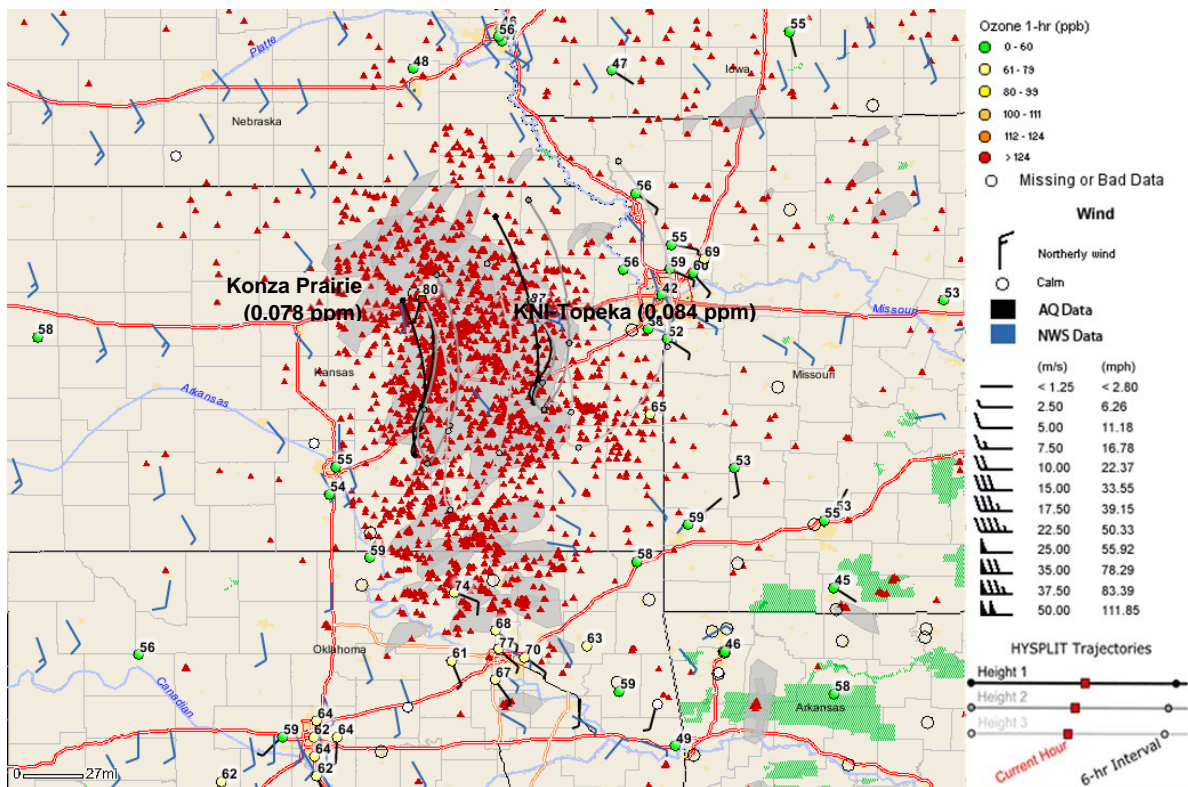 46
56
55
48
47
Platte
Iowa
Nebraska
56
55
69
Konza Prairie
(0.078 ppm)
80
KNI-Topeka (0.084 ppm)
56
59
60
42
53
58
52
Missouri
Kansas
Missouri
Arkansas
65
55
54
53
53
55
59
59
58
74
45
68
77
70
63
61
46
56
Oklahoma
67
59
58
Arkansas
Canadian
64
59
62
64
64
62
62
49
0 27mi
Ozone 1-hr (ppb)
0 - 60
61 - 79
80 - 99
100 - 111
112 - 124
> 124
Missing or Bad Data
Wind
Northerly wind
Calm
AQ Data
NWS Data
(m/s) (mph)
< 1.25 < 2.80
2.50 6.26
5.00 11.18
7.50 16.78
10.00 22.37
15.00 33.55
17.50 39.15
22.50 50.33
25.00 55.92
35.00 78.29
37.50 83.39
50.00 111.85
HYSPLIT Trajectories
Height 1
Height 2
Height 3
Current Hour
6-hr Interval